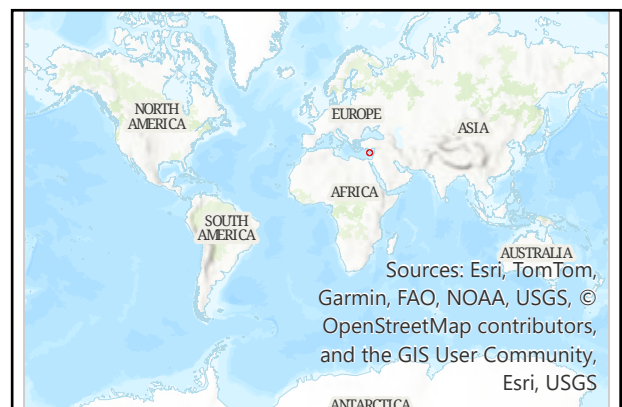 NORTH
AMERICA
EUROPE
ASIA
AFRICA
SOUTH
AMERICA
AUSTRALIA
Sources: Esri, TomTom,
Garmin, FAO, NOAA, USGS, ©
OpenStreetMap contributors,
and the GIS User Community,
Esri, USGS
ANTARCTICA